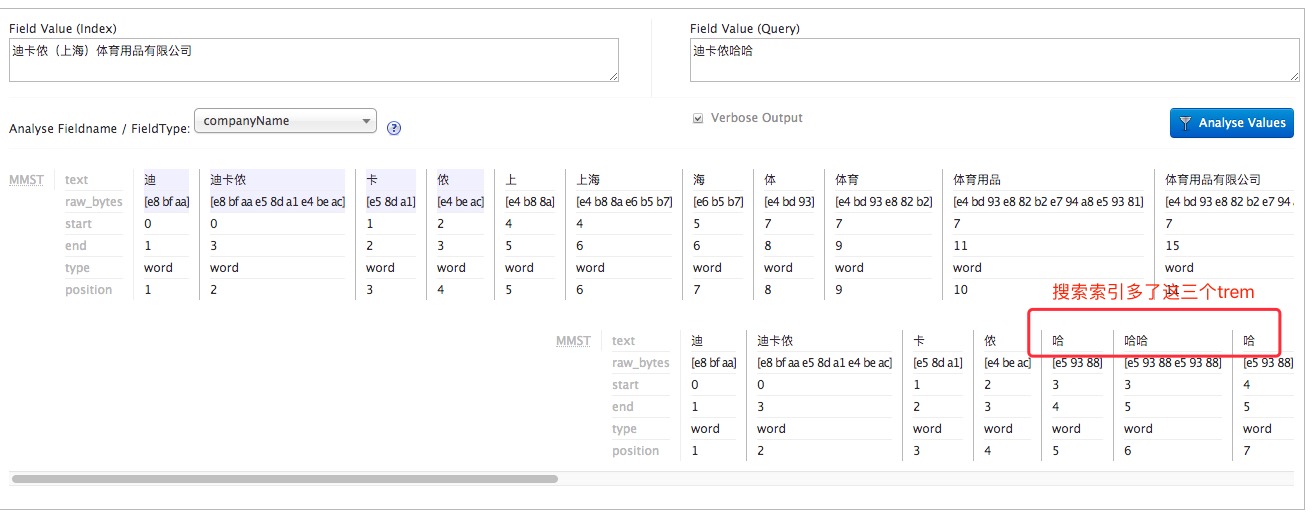 Field Value (Index)
迪卡侬（上海）体育用品有限公司
Field Value (Query)
迪卡侬哈哈
Analyse Fieldname / FieldType: companyName ?
Verbose Output
Analyse Values
MMST text 迪 迪卡侬 卡 侬 上 上海 海 体 体育 体育用品 体育用品有限公司
raw_bytes [e8 bf aa] [e8 bf aa e5 8d a1 e4 be ac] [e5 8d a1] [e4 be ac] [e4 b8 8a] [e4 b8 8a e6 b5 b7] [e6 b5 b7] [e4 bd 93] [e4 bd 93 e8 82 b2] [e4 bd 93 e8 82 b2 e7 94 a8 e5 93 81] [e4 bd 93 e8 82 b2 e7 94
start 0 0 1 2 4 4 5 7 7 7 7
end 1 3 2 3 5 6 6 8 9 11 15
type word word word word word word word word word word word
position 1 2 3 4 5 6 7 8 9 10 11
搜索索引多了这三个trem
MMST text 迪 迪卡侬 卡 侬 哈 哈哈 哈
raw_bytes [e8 bf aa] [e8 bf aa e5 8d a1 e4 be ac] [e5 8d a1] [e4 be ac] [e5 93 88] [e5 93 88 e5 93 88] [e5 93 88]
start 0 0 1 2 3 3 4
end 1 3 2 3 4 5 5
type word word word word word word word
position 1 2 3 4 5 6 7